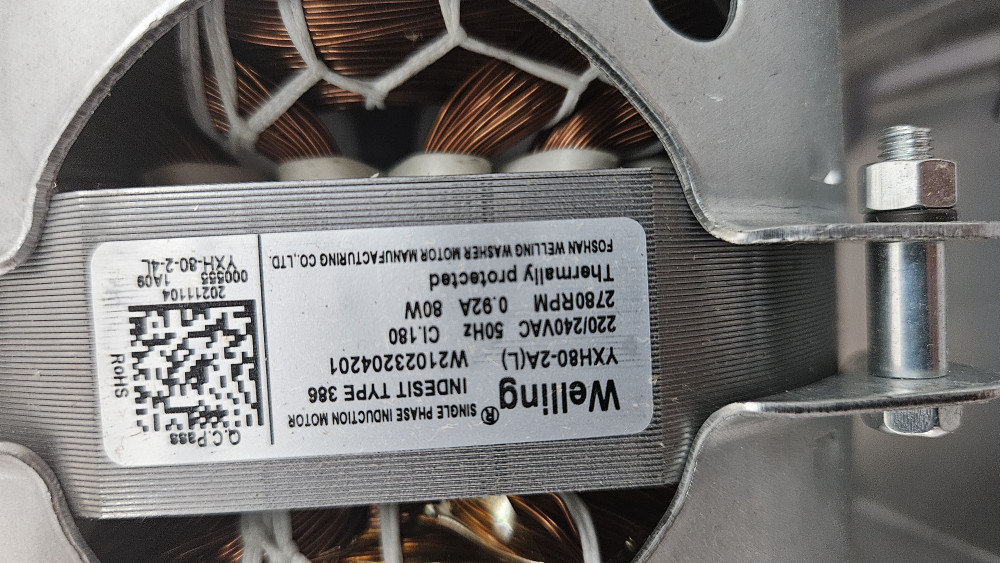 Welling® SINGLE PHASE INDUCTION MOTOR
INDESIT TYPE 386
YXH80-2A(L) W21023204201
220/240VAC 50Hz Cl.180
2780RPM 0.92A 80W
Thermally protected
FOSHAN WELLING WASHER MOTOR MANUFACTURING CO.,LTD.
Q.C.Pass
RoHS
20211104
000555 1A09
YXH-80-2-4L